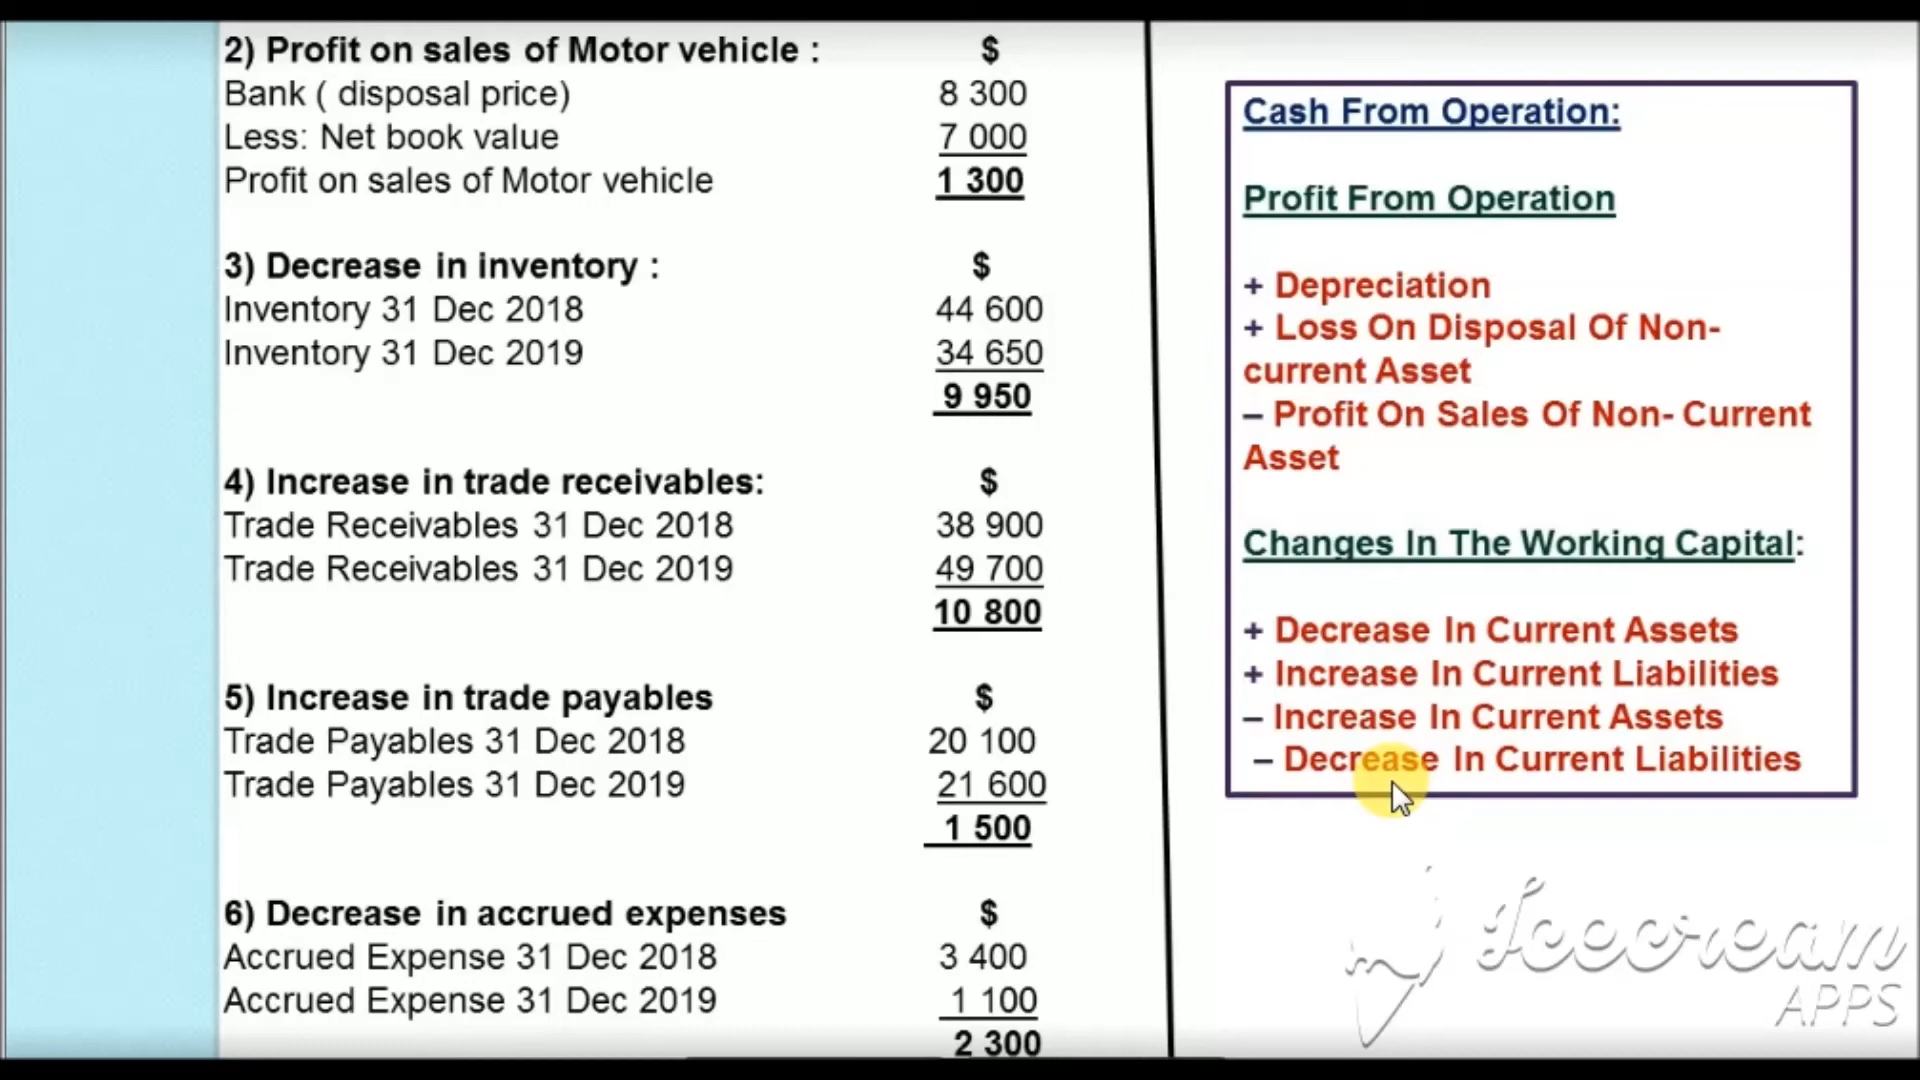 2) Profit on sales of Motor vehicle : $
Bank ( disposal price) 8 300
Less: Net book value 7 000
Profit on sales of Motor vehicle 1 300
3) Decrease in inventory : $
Inventory 31 Dec 2018 44 600
Inventory 31 Dec 2019 34 650
9 950
4) Increase in trade receivables: $
Trade Receivables 31 Dec 2018 38 900
Trade Receivables 31 Dec 2019 49 700
10 800
5) Increase in trade payables $
Trade Payables 31 Dec 2018 20 100
Trade Payables 31 Dec 2019 21 600
1 500
6) Decrease in accrued expenses $
Accrued Expense 31 Dec 2018 3 400
Accrued Expense 31 Dec 2019 1 100
2 300
Cash From Operation:
Profit From Operation
+ Depreciation
+ Loss On Disposal Of Non-
current Asset
– Profit On Sales Of Non- Current
Asset
Changes In The Working Capital:
+ Decrease In Current Assets
+ Increase In Current Liabilities
– Increase In Current Assets
– Decrease In Current Liabilities
Icecream
APPS